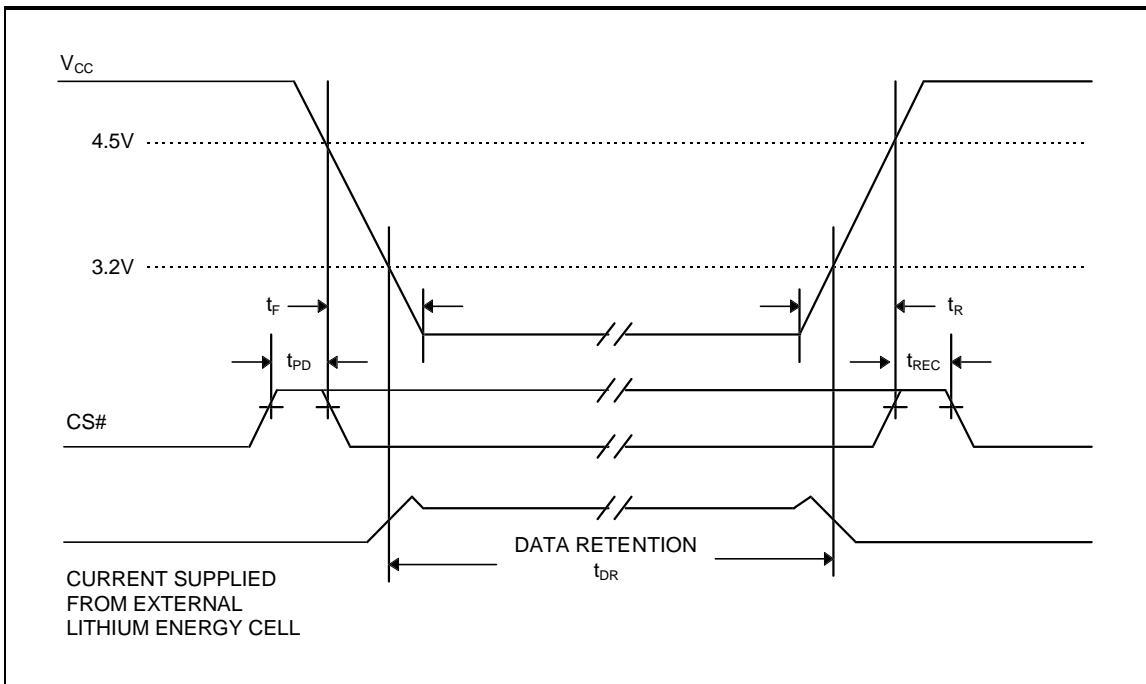 VCC
4.5V
3.2V
tF
tR
tPD
tREC
CS#
DATA RETENTION
tDR
CURRENT SUPPLIED
FROM EXTERNAL
LITHIUM ENERGY CELL